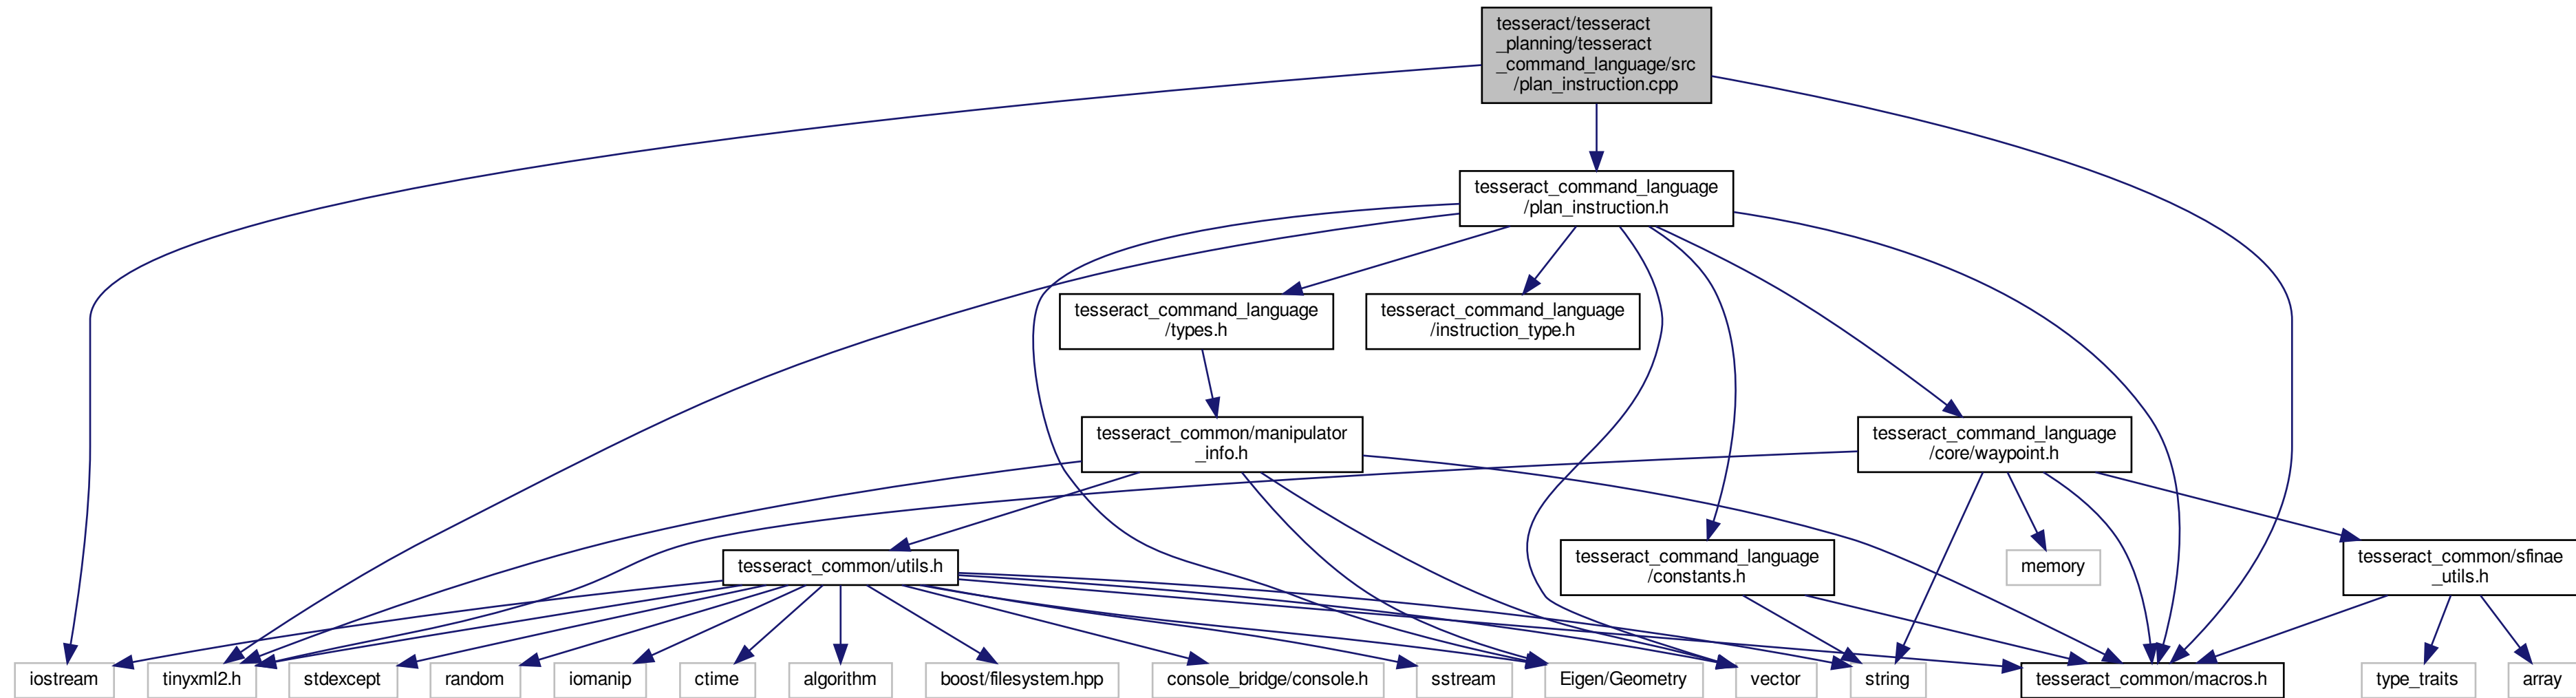 tesseract/tesseract
_planning/tesseract
_command_language/src
/plan_instruction.cpp
tesseract_command_language
/plan_instruction.h
tesseract_command_language
/types.h
tesseract_command_language
/instruction_type.h
tesseract_common/manipulator
_info.h
tesseract_command_language
/core/waypoint.h
tesseract_common/utils.h
tesseract_command_language
/constants.h
memory
tesseract_common/sfinae
_utils.h
iostream
tinyxml2.h
stdexcept
random
iomanip
ctime
algorithm
boost/filesystem.hpp
console_bridge/console.h
sstream
Eigen/Geometry
vector
string
tesseract_common/macros.h
type_traits
array